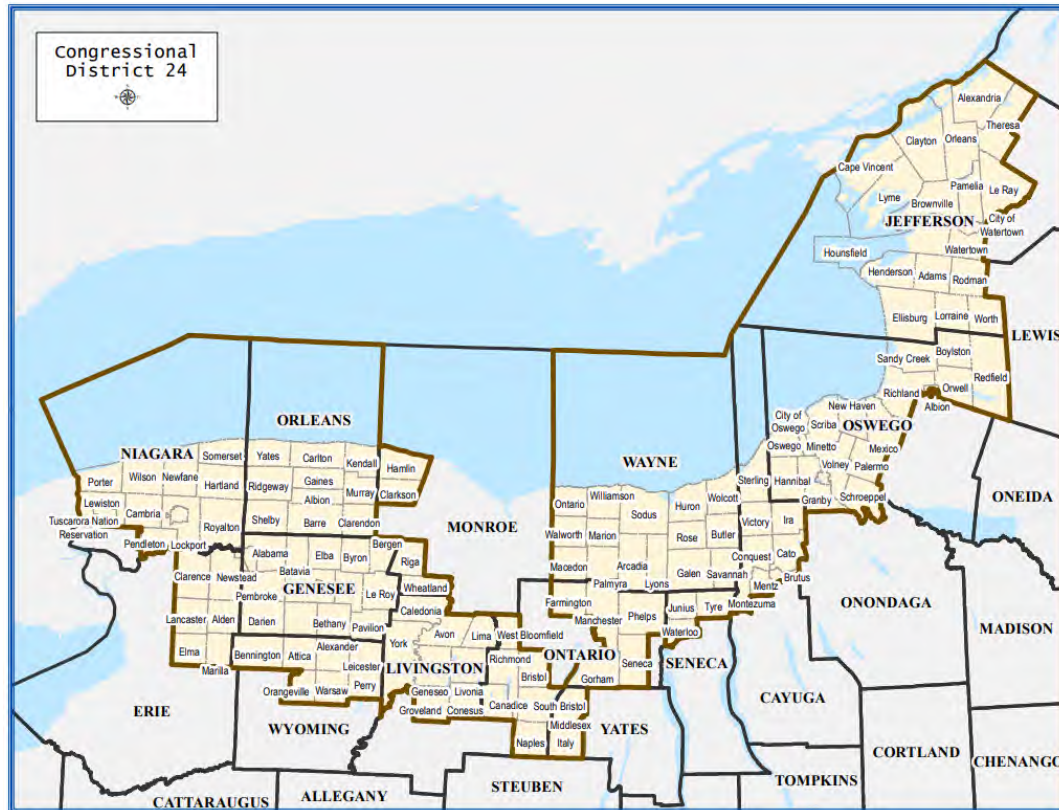 Congressional
District 24
Alexandria
Theresa
Clayton
Orleans
Cape Vincent
Pamelia
Le Ray
Lyme
Brownville
JEFFERSON
City of
Watertown
Watertown
Hounsfield
Henderson
Adams
Rodman
Ellisburg
Lorraine
Worth
LEWIS
Sandy Creek
Boylston
Redfield
Richland
Orwell
Albion
New Haven
City of
Oswego
Scriba
OSWEGO
Oswego
Minetto
Mexico
Volney
Palermo
Hannibal
Granby
Schroeppel
ONEIDA
ORLEANS
NIAGARA
Somerset
Yates
Carlton
Kendall
Hamlin
Porter
Wilson
Newfane
Hartland
Ridgeway
Gaines
Murray
Clarkson
Lewiston
Cambria
Albion
Tuscarora Nation
Reservation
Royalton
Shelby
Barre
Clarendon
Pendleton
Lockport
MONROE
WAYNE
Ontario
Williamson
Sodus
Huron
Wolcott
Sterling
Walworth
Marion
Rose
Butler
Victory
Ira
Macedon
Arcadia
Galen
Savannah
Conquest
Cato
Palmyra
Lyons
Mentz
Brutus
Montezuma
Alabama
Elba
Byron
Bergen
Riga
Clarence
Newstead
Batavia
GENESEE
Le Roy
Wheatland
Pembroke
Caledonia
Lancaster
Alden
Darien
Bethany
Pavilion
York
Avon
Lima
West Bloomfield
Farmington
Manchester
Phelps
Junius
Tyre
Waterloo
Elma
Marilla
Bennington
Attica
Alexander
Leicester
LIVINGSTON
Richmond
Bristol
ONTARIO
Seneca
Gorham
SENECA
Orangeville
Warsaw
Perry
Geneseo
Livonia
Groveland
Conesus
Canadice
South Bristol
Middlesex
Naples
Italy
YATES
CAYUGA
ONONDAGA
MADISON
ERIE
WYOMING
CORTLAND
CHENANGO
STEUBEN
TOMPKINS
CATTARAUGUS
ALLEGANY